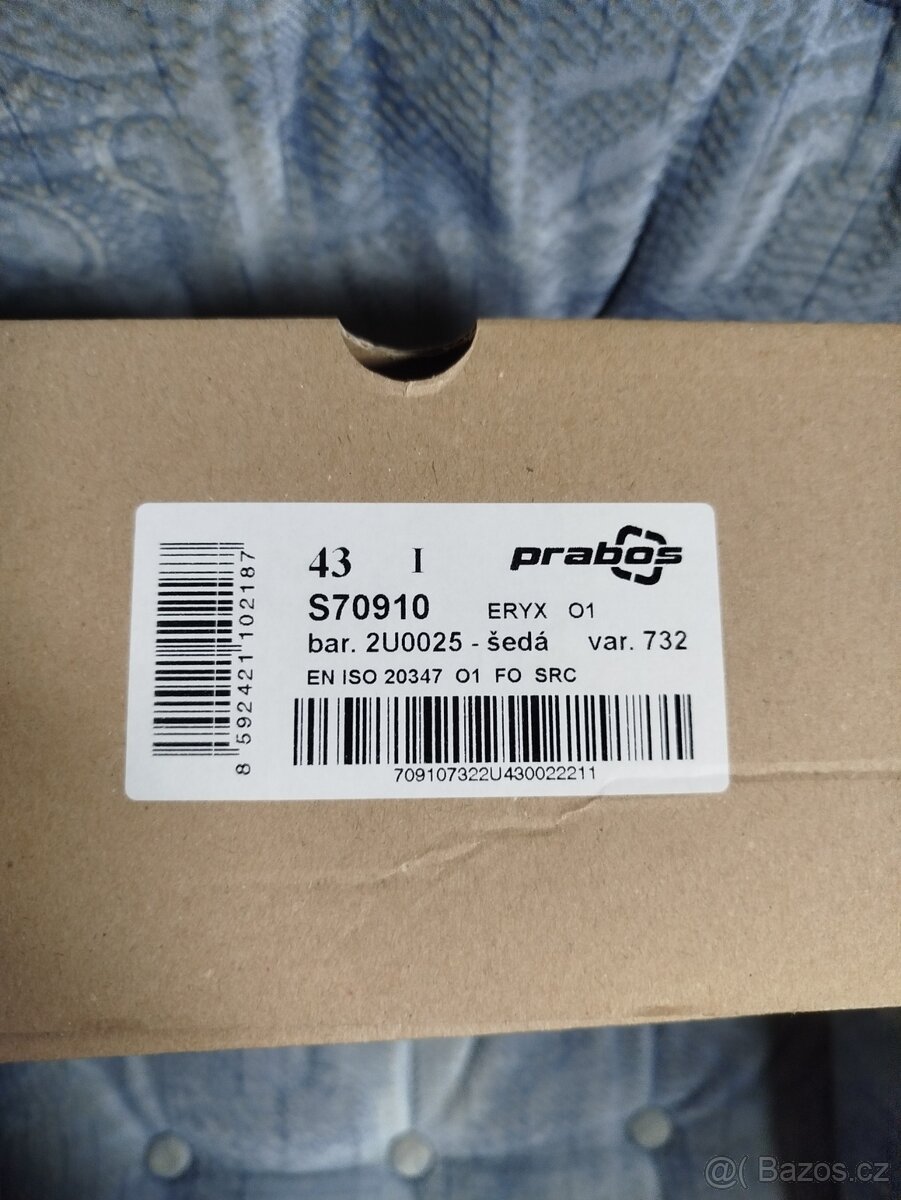 43 I prabos
S70910 ERYX O1
bar. 2U0025 - šedá var. 732
EN ISO 20347 O1 FO SRC
709107322U430022211
8 592421 102187
@( Bazos.cz